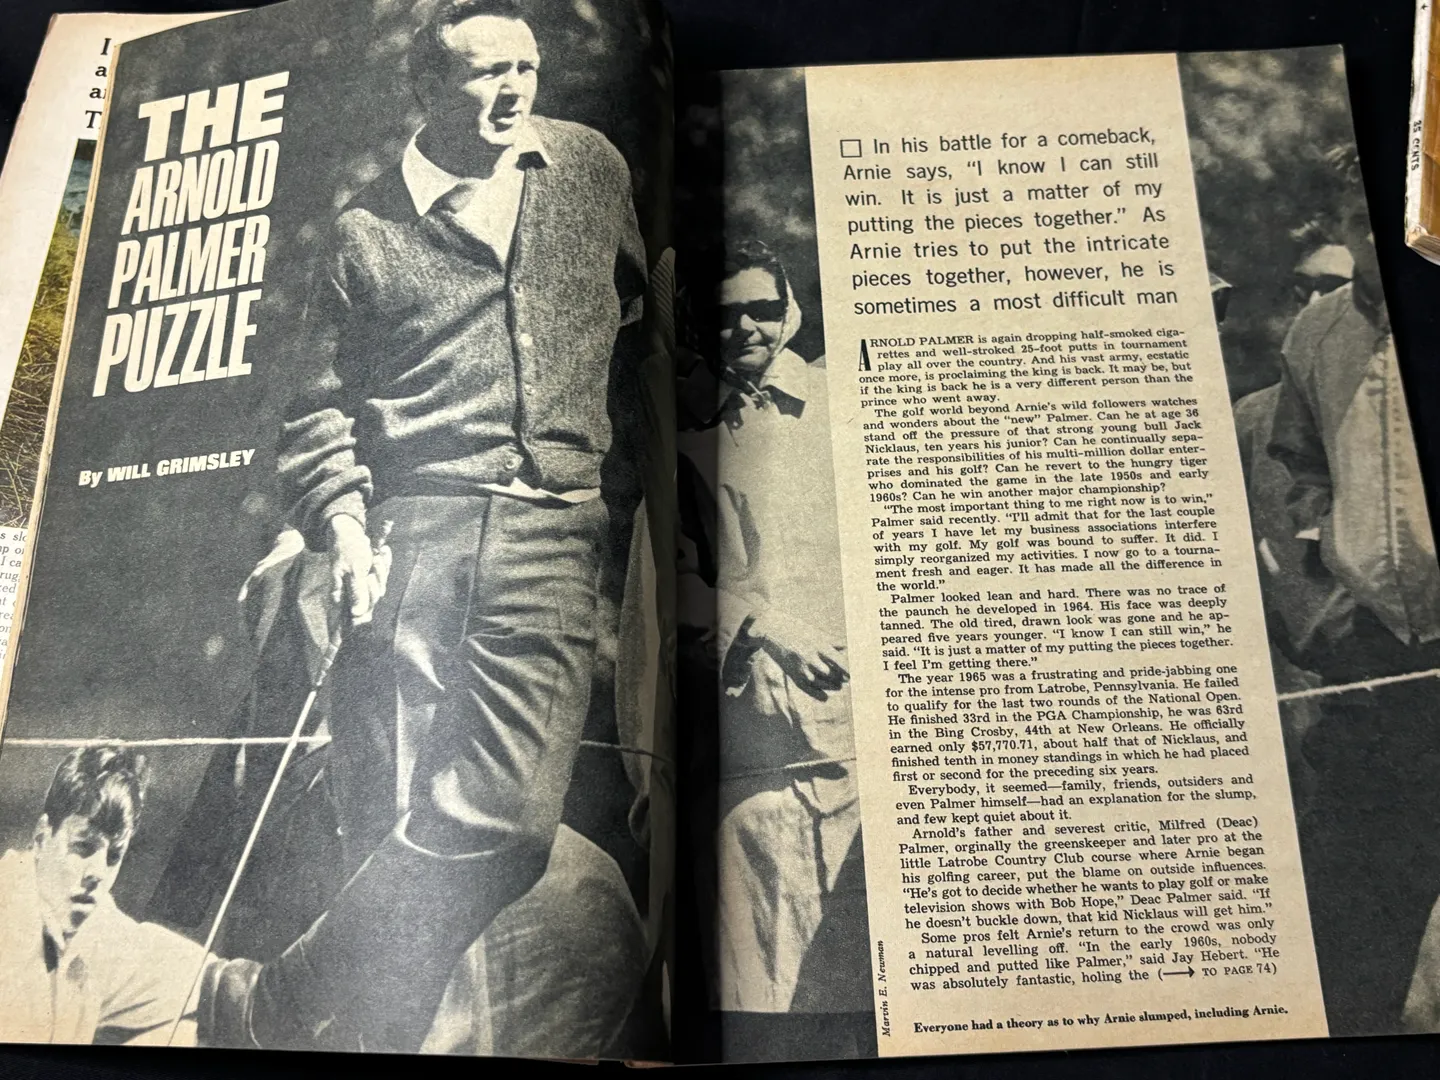 THE
ARNOLD
PALMER
PUZZLE
By WILL GRIMSLEY
☐ In his battle for a comeback,
Arnie says, “I know I can still
win. It is just a matter of my
putting the pieces together.” As
Arnie tries to put the intricate
pieces together, however, he is
sometimes a most difficult man
ARNOLD PALMER is again dropping half-smoked ciga-
rettes and well-stroked 25-foot putts in tournament
play all over the country. And his vast army, ecstatic
once more, is proclaiming the king is back. It may be, but
if the king is back he is a very different person than the
prince who went away.
The golf world beyond Arnie’s wild followers watches
and wonders about the “new” Palmer. Can he at age 36
stand off the pressure of that strong young bull Jack
Nicklaus, ten years his junior? Can he continually sepa-
rate the responsibilities of his multi-million dollar enter-
prises and his golf? Can he revert to the hungry tiger
who dominated the game in the late 1950s and early
1960s? Can he win another major championship?
“The most important thing to me right now is to win,”
Palmer said recently. “I’ll admit that for the last couple
of years I have let my business associations interfere
with my golf. My golf was bound to suffer. It did. I
simply reorganized my activities. I now go to a tourna-
ment fresh and eager. It has made all the difference in
the world.”
Palmer looked lean and hard. There was no trace of
the paunch he developed in 1964. His face was deeply
tanned. The old tired, drawn look was gone and he ap-
peared five years younger. “I know I can still win,” he
said. “It is just a matter of my putting the pieces together.
I feel I’m getting there.”
The year 1965 was a frustrating and pride-jabbing one
for the intense pro from Latrobe, Pennsylvania. He failed
to qualify for the last two rounds of the National Open.
He finished 33rd in the PGA Championship, he was 63rd
in the Bing Crosby, 44th at New Orleans. He officially
earned only $57,770.71, about half that of Nicklaus, and
finished tenth in money standings in which he had placed
first or second for the preceding six years.
Everybody, it seemed—family, friends, outsiders and
even Palmer himself—had an explanation for the slump,
and few kept quiet about it.
Arnold’s father and severest critic, Milfred (Deac)
Palmer, orginally the greenskeeper and later pro at the
little Latrobe Country Club course where Arnie began
his golfing career, put the blame on outside influences.
“He’s got to decide whether he wants to play golf or make
television shows with Bob Hope,” Deac Palmer said. “If
he doesn’t buckle down, that kid Nicklaus will get him.”
Some pros felt Arnie’s return to the crowd was only
a natural levelling off. “In the early 1960s, nobody
chipped and putted like Palmer,” said Jay Hebert. “He
was absolutely fantastic, holing the (⟶ TO PAGE 74)
Marvin E. Newman
Everyone had a theory as to why Arnie slumped, including Arnie.
35 CENTS